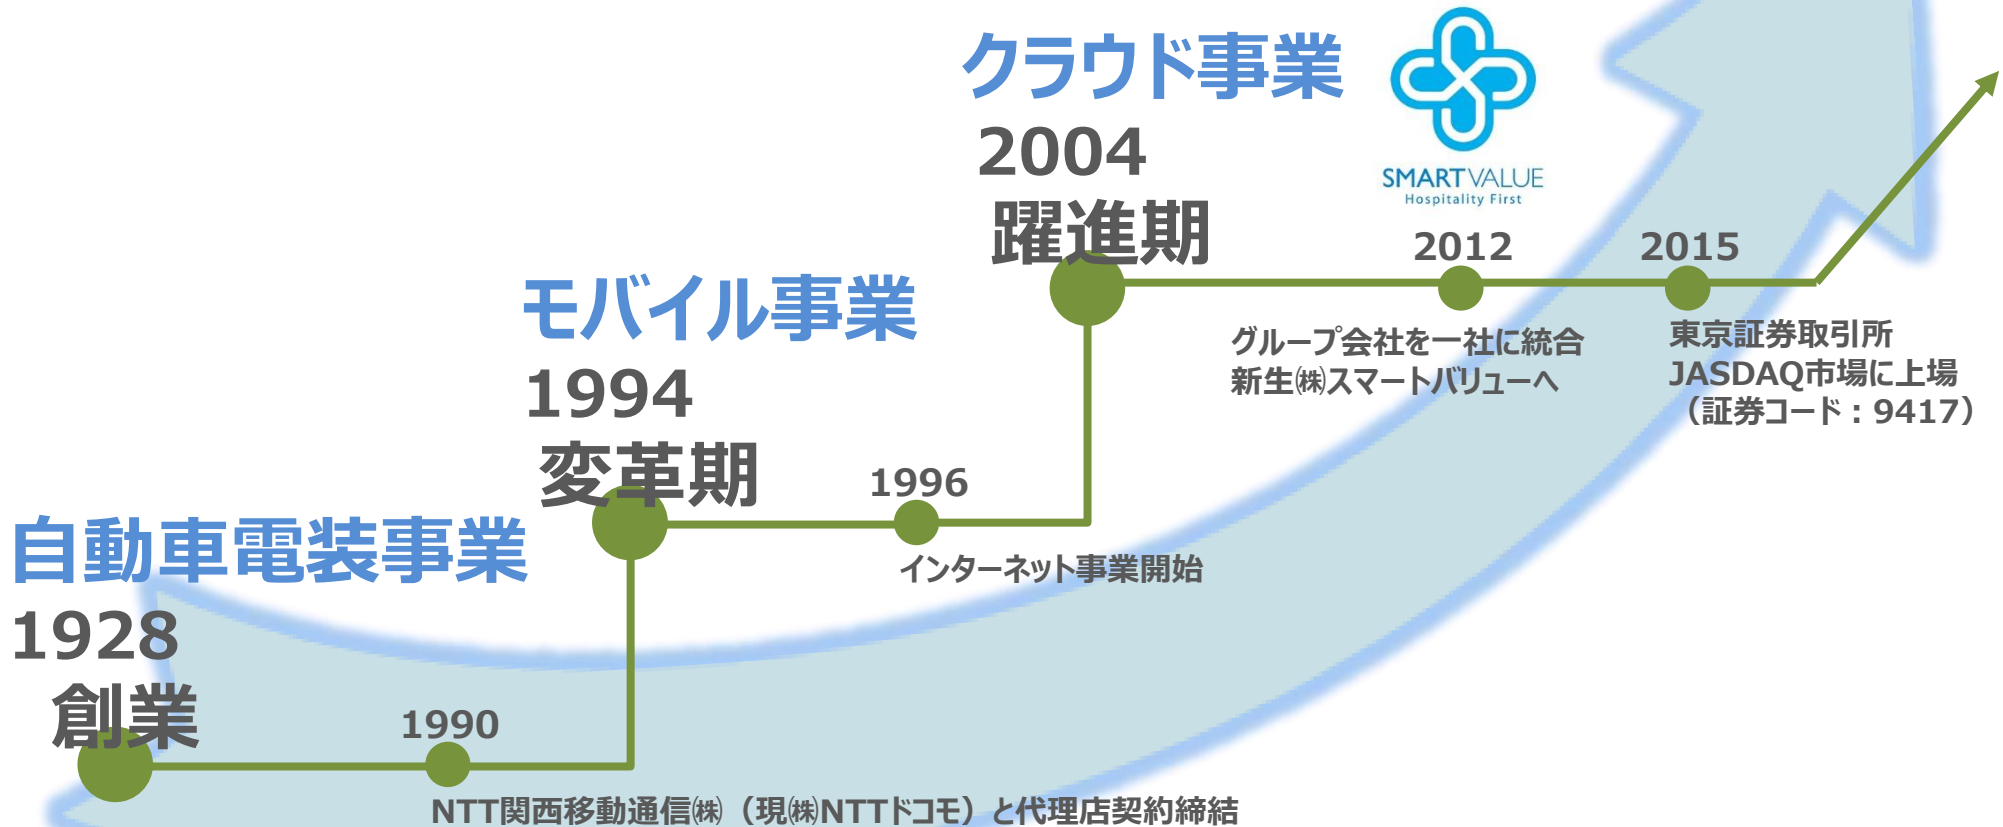 クラウド事業
2004
躍進期
SMARTVALUE
Hospitality First
2012
2015
グループ会社を一社に統合
新生㈱スマートバリューへ
東京証券取引所
JASDAQ市場に上場
（証券コード：9417）
モバイル事業
1994
変革期
1996
インターネット事業開始
自動車電装事業
1928
創業
1990
NTT関西移動通信㈱（現㈱NTTドコモ）と代理店契約締結